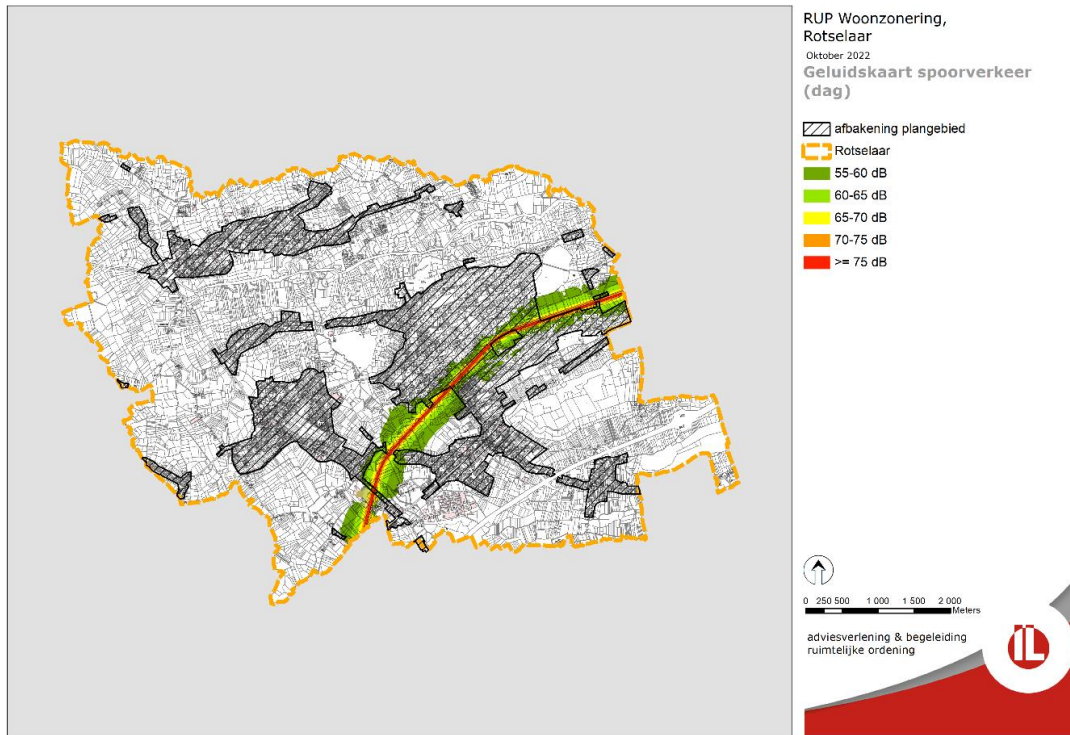 RUP Woonzonering,
Rotselaar
Oktober 2022
Geluidskaart spoorverkeer
(dag)
afbakening plangebied
Rotselaar
55-60 dB
60-65 dB
65-70 dB
70-75 dB
>= 75 dB
0 250 500 1 000 1 500 2 000
Meters
adviesverlening & begeleiding
ruimtelijke ordening
IL